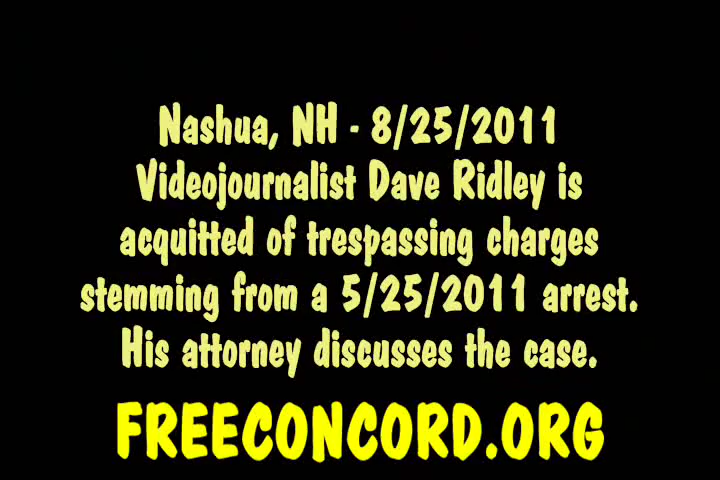 Nashua, NH - 8/25/2011
Videojournalist Dave Ridley is
acquitted of trespassing charges
stemming from a 5/25/2011 arrest.
His attorney discusses the case.
FREECONCORD.ORG